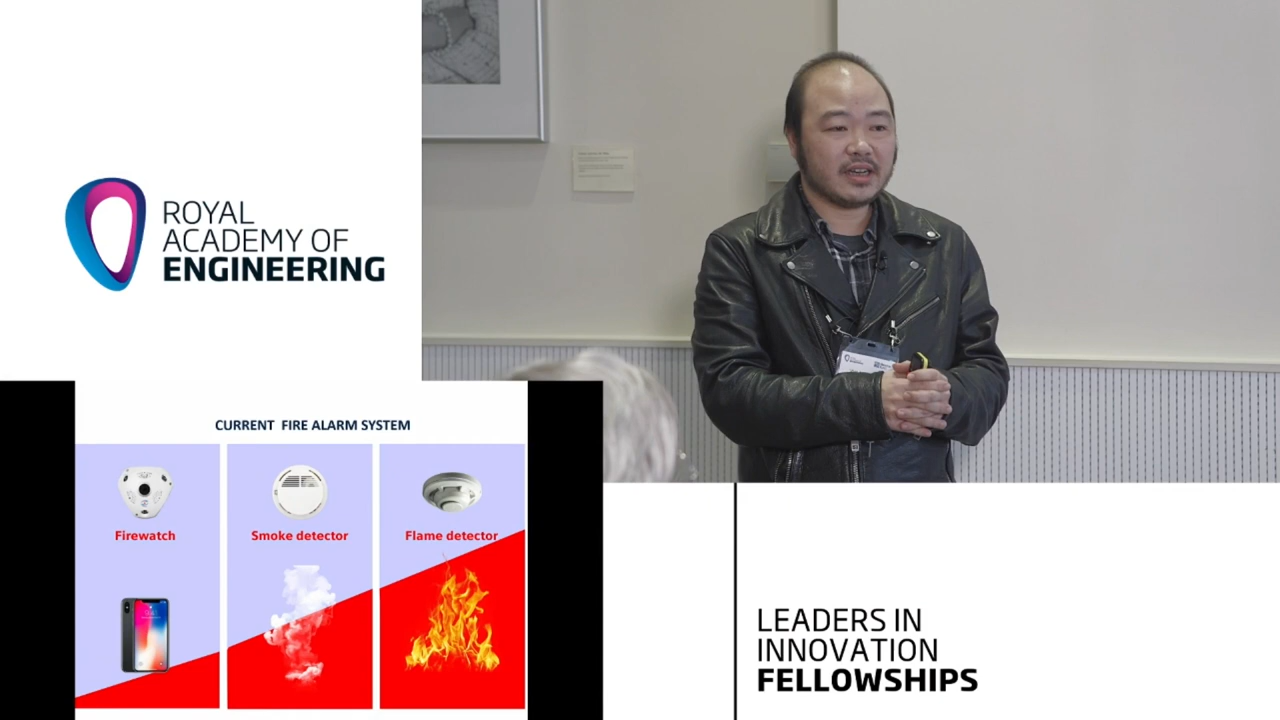 ROYAL
ACADEMY OF
ENGINEERING
CURRENT FIRE ALARM SYSTEM
Firewatch
Smoke detector
Flame detector
LEADERS IN
INNOVATION
FELLOWSHIPS